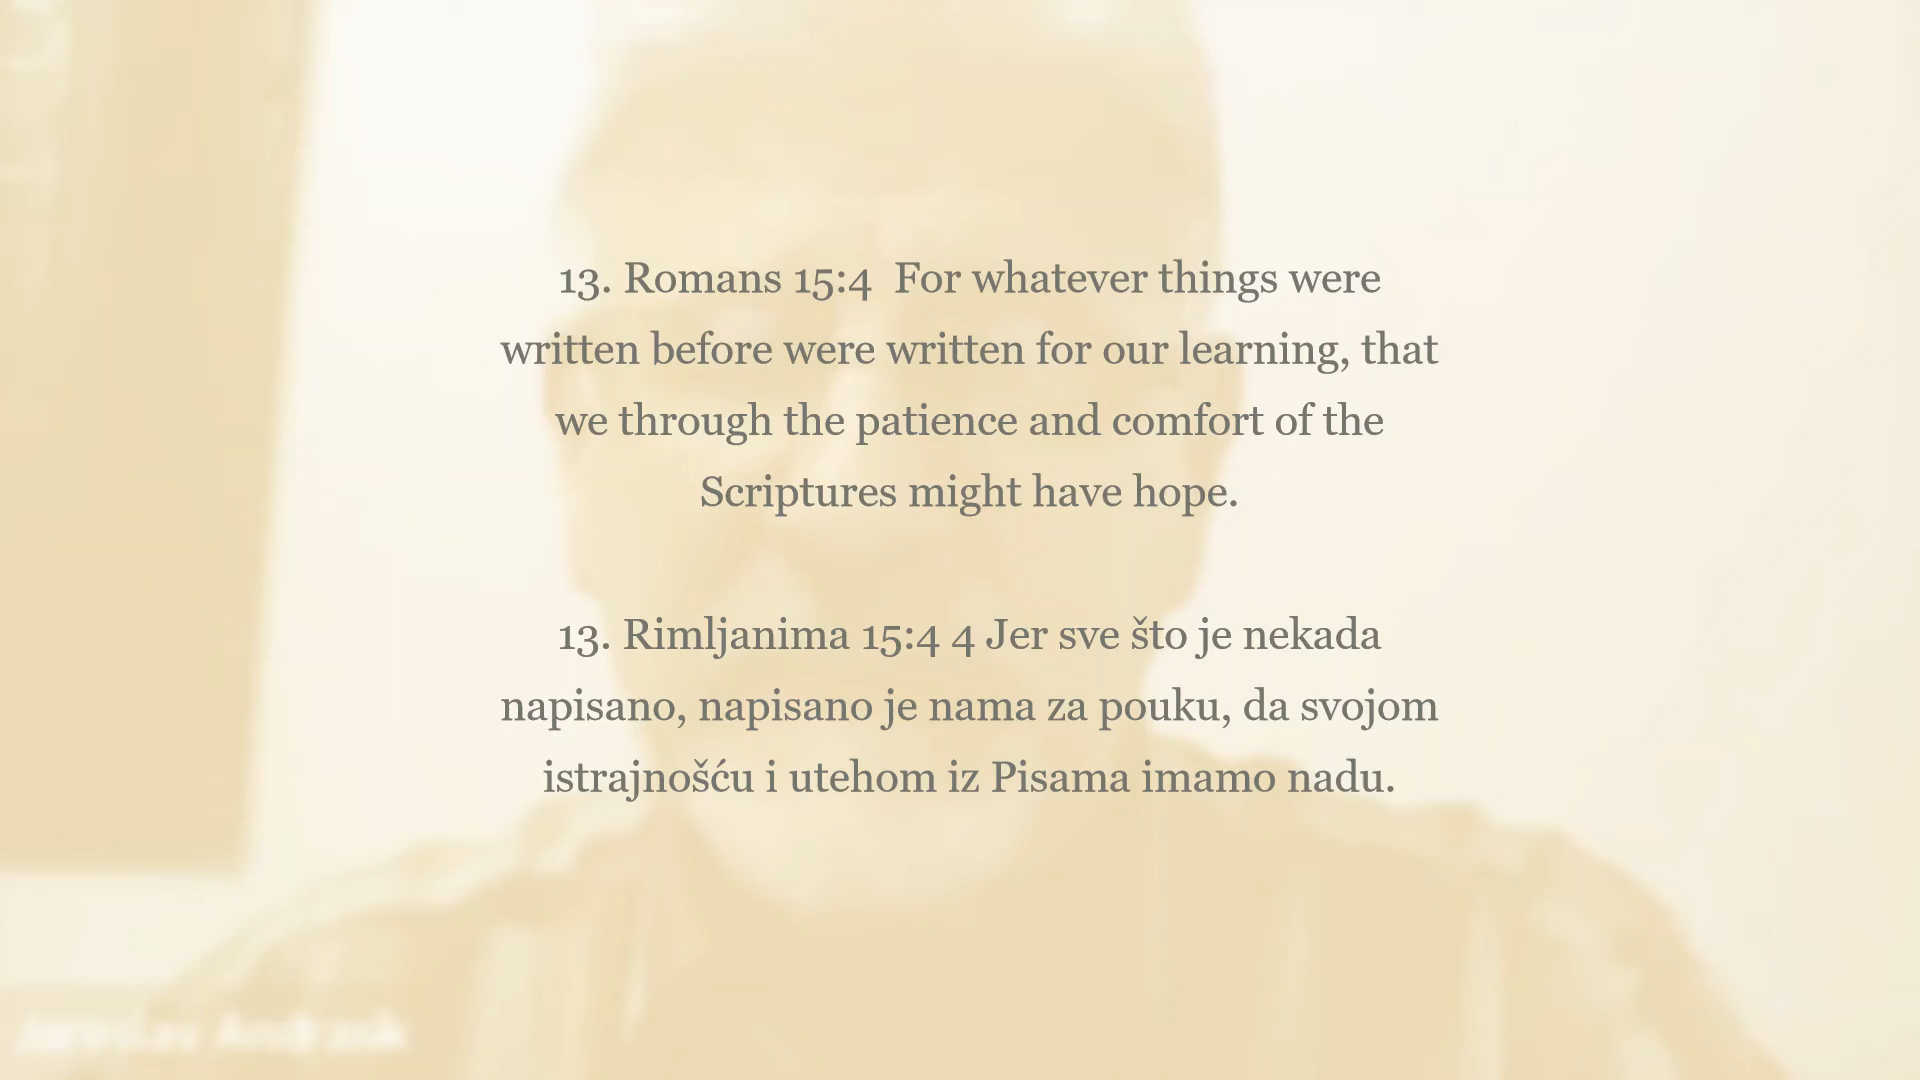 13. Romans 15:4  For whatever things were
written before were written for our learning, that
we through the patience and comfort of the
Scriptures might have hope.
13. Rimljanima 15:4 4 Jer sve što je nekada
napisano, napisano je nama za pouku, da svojom
istrajnošću i utehom iz Pisama imamo nadu.
Andrasik